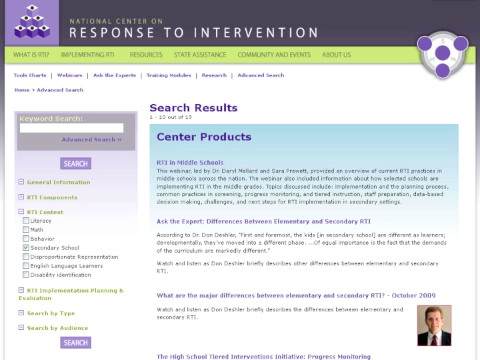 NATIONAL CENTER ON
RESPONSE TO INTERVENTION
WHAT IS RTI? IMPLEMENTING RTI RESOURCES STATE ASSISTANCE COMMUNITY AND EVENTS ABOUT US
Tools Charts | Webinars | Ask the Experts | Training Modules | Research | Advanced Search
Home > Advanced Search
Keyword Search:
Advanced Search »
SEARCH
General Information
RTI Components
RTI Content
Literacy
Math
Behavior
Secondary School
Disproportionate Representation
English Language Learners
Disability identification
RTI Implementation Planning &
Evaluation
Search by Type
Search by Audience
SEARCH
Search Results
1 - 10 out of 19
Center Products
RTI in Middle Schools
This webinar, led by Dr. Daryl Mellard and Sara Prewett, provided an overview of current RTI practices in
middle schools across the nation. The webinar also included information about how selected schools are
implementing RTI in the middle grades. Topics discussed include: implementation and the planning process,
common practices in screening, progress monitoring, and tiered instruction, staff preparation, data-based
decision making, challenges, and next steps for RTI implementation in secondary settings.
Ask the Expert: Differences Between Elementary and Secondary RTI
According to Dr. Don Deshler, "First and foremost, the kids [in secondary school] are different as learners;
developmentally, they've moved into a different phase. ...Of equal importance is the fact that the demands
of the curriculum are markedly different."
Watch and listen as Don Deshler briefly describes other differences between elementary and secondary
RTI.
What are the major differences between elementary and secondary RTI? - October 2009
Watch and listen as Don Deshler briefly describes the differences between elementary and
secondary RTI.
The High School Tiered Interventions Initiative: Progress Monitoring